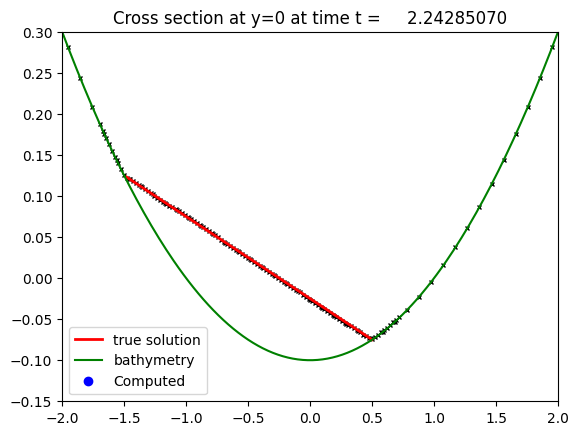 Cross section at y=0 at time t = 2.24285070
0.30
0.25
0.20
0.15
0.10
0.05
0.00
−0.05
−0.10
−0.15
true solution
bathymetry
Computed
−2.0 −1.5 −1.0 −0.5 0.0 0.5 1.0 1.5 2.0